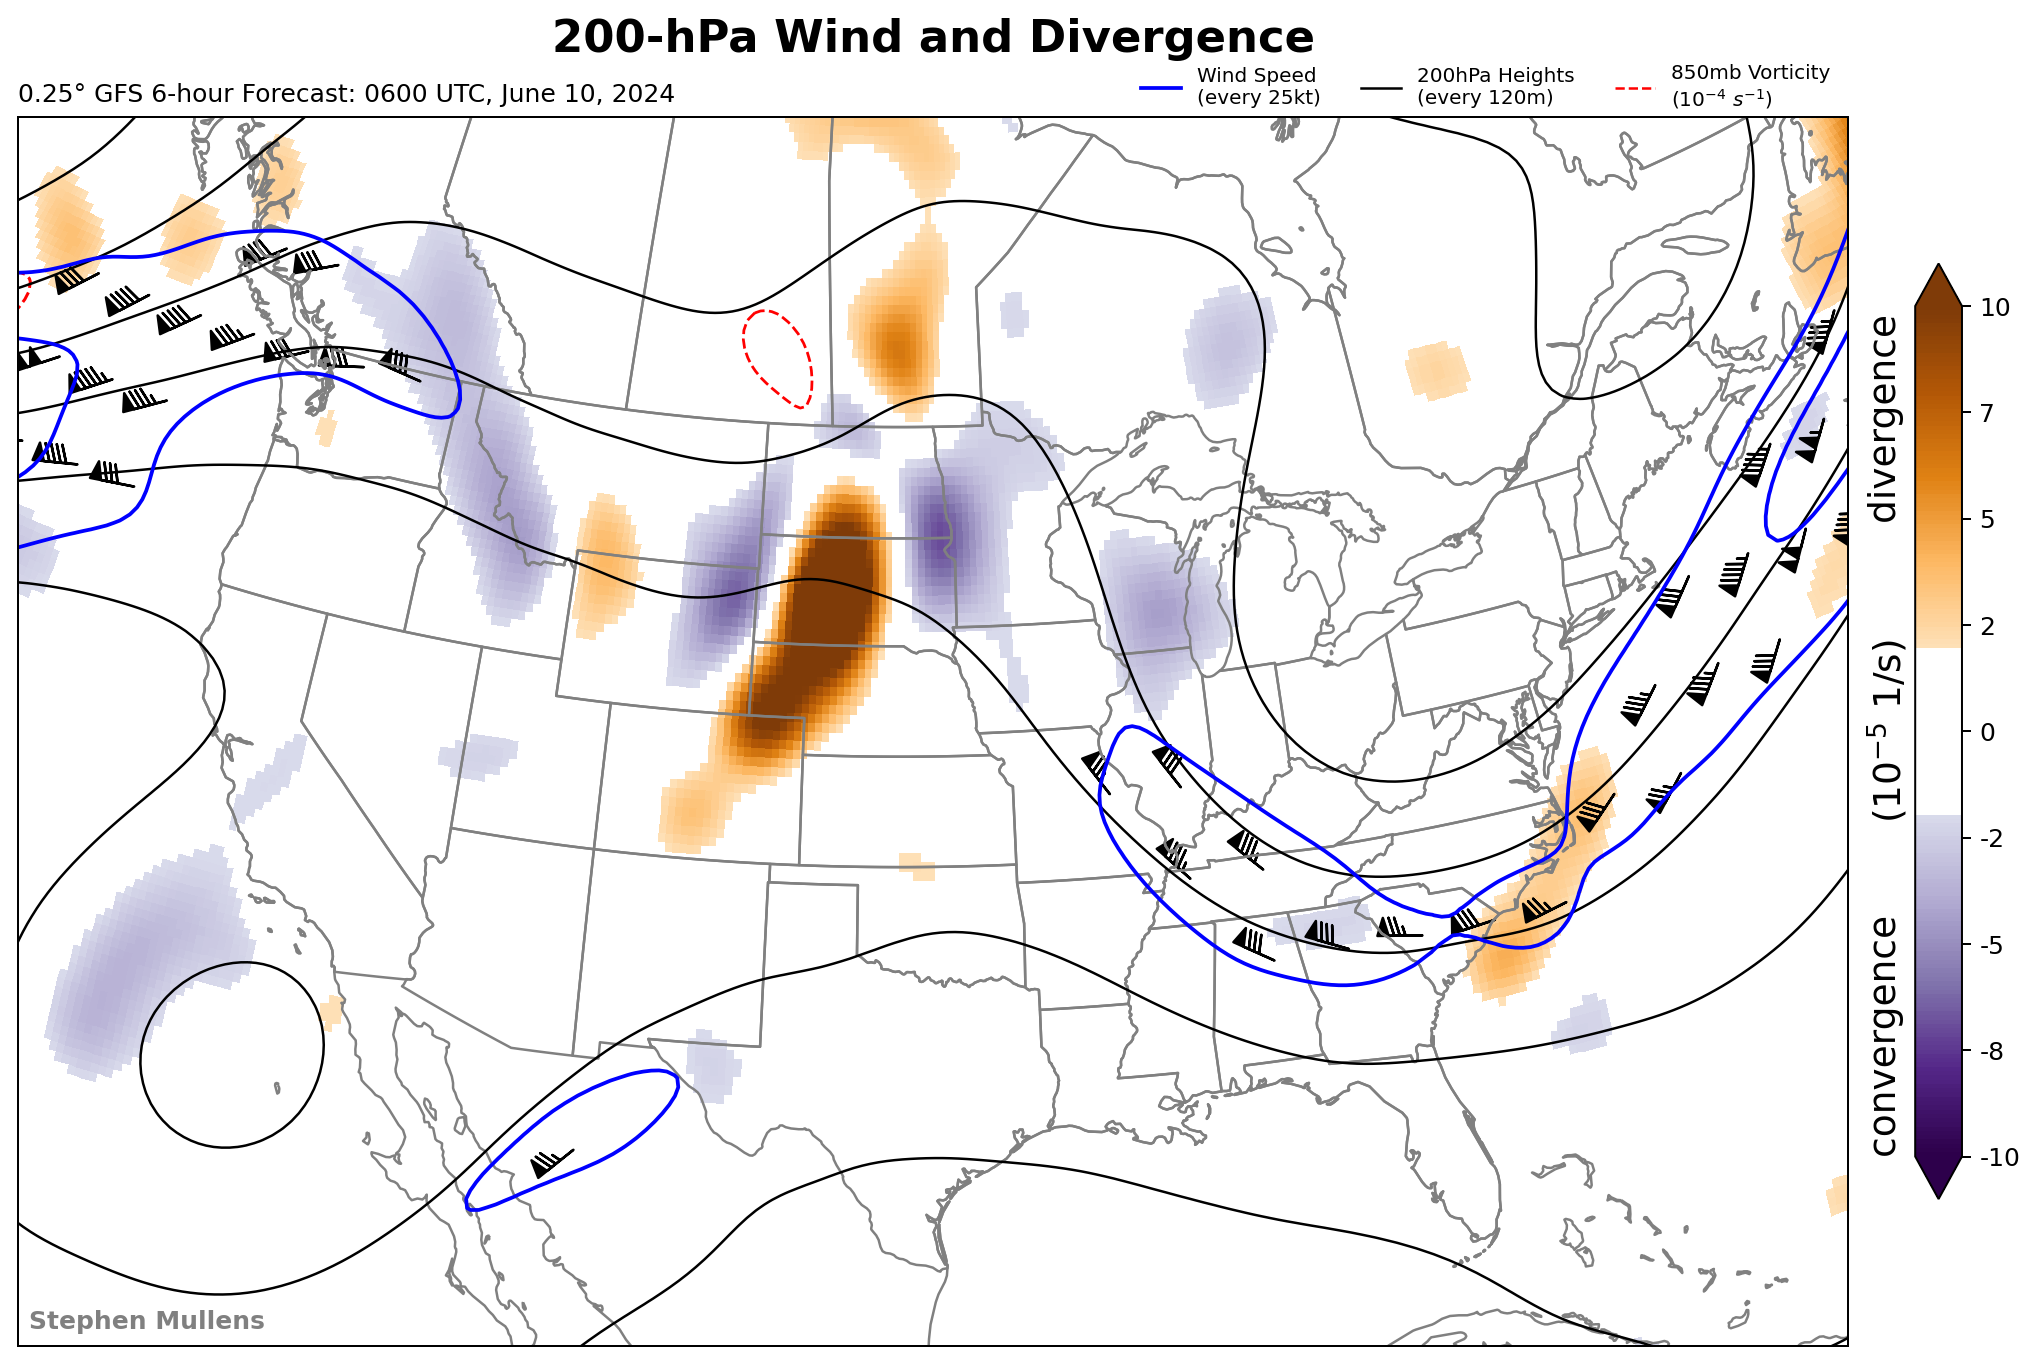 200-hPa Wind and Divergence
0.25° GFS 6-hour Forecast: 0600 UTC, June 10, 2024
Wind Speed
(every 25kt)
200hPa Heights
(every 120m)
850mb Vorticity
(10⁻⁴ s⁻¹)
10
7
5
2
0
-2
-5
-8
-10
convergence (10⁻⁵ 1/s) divergence
Stephen Mullens